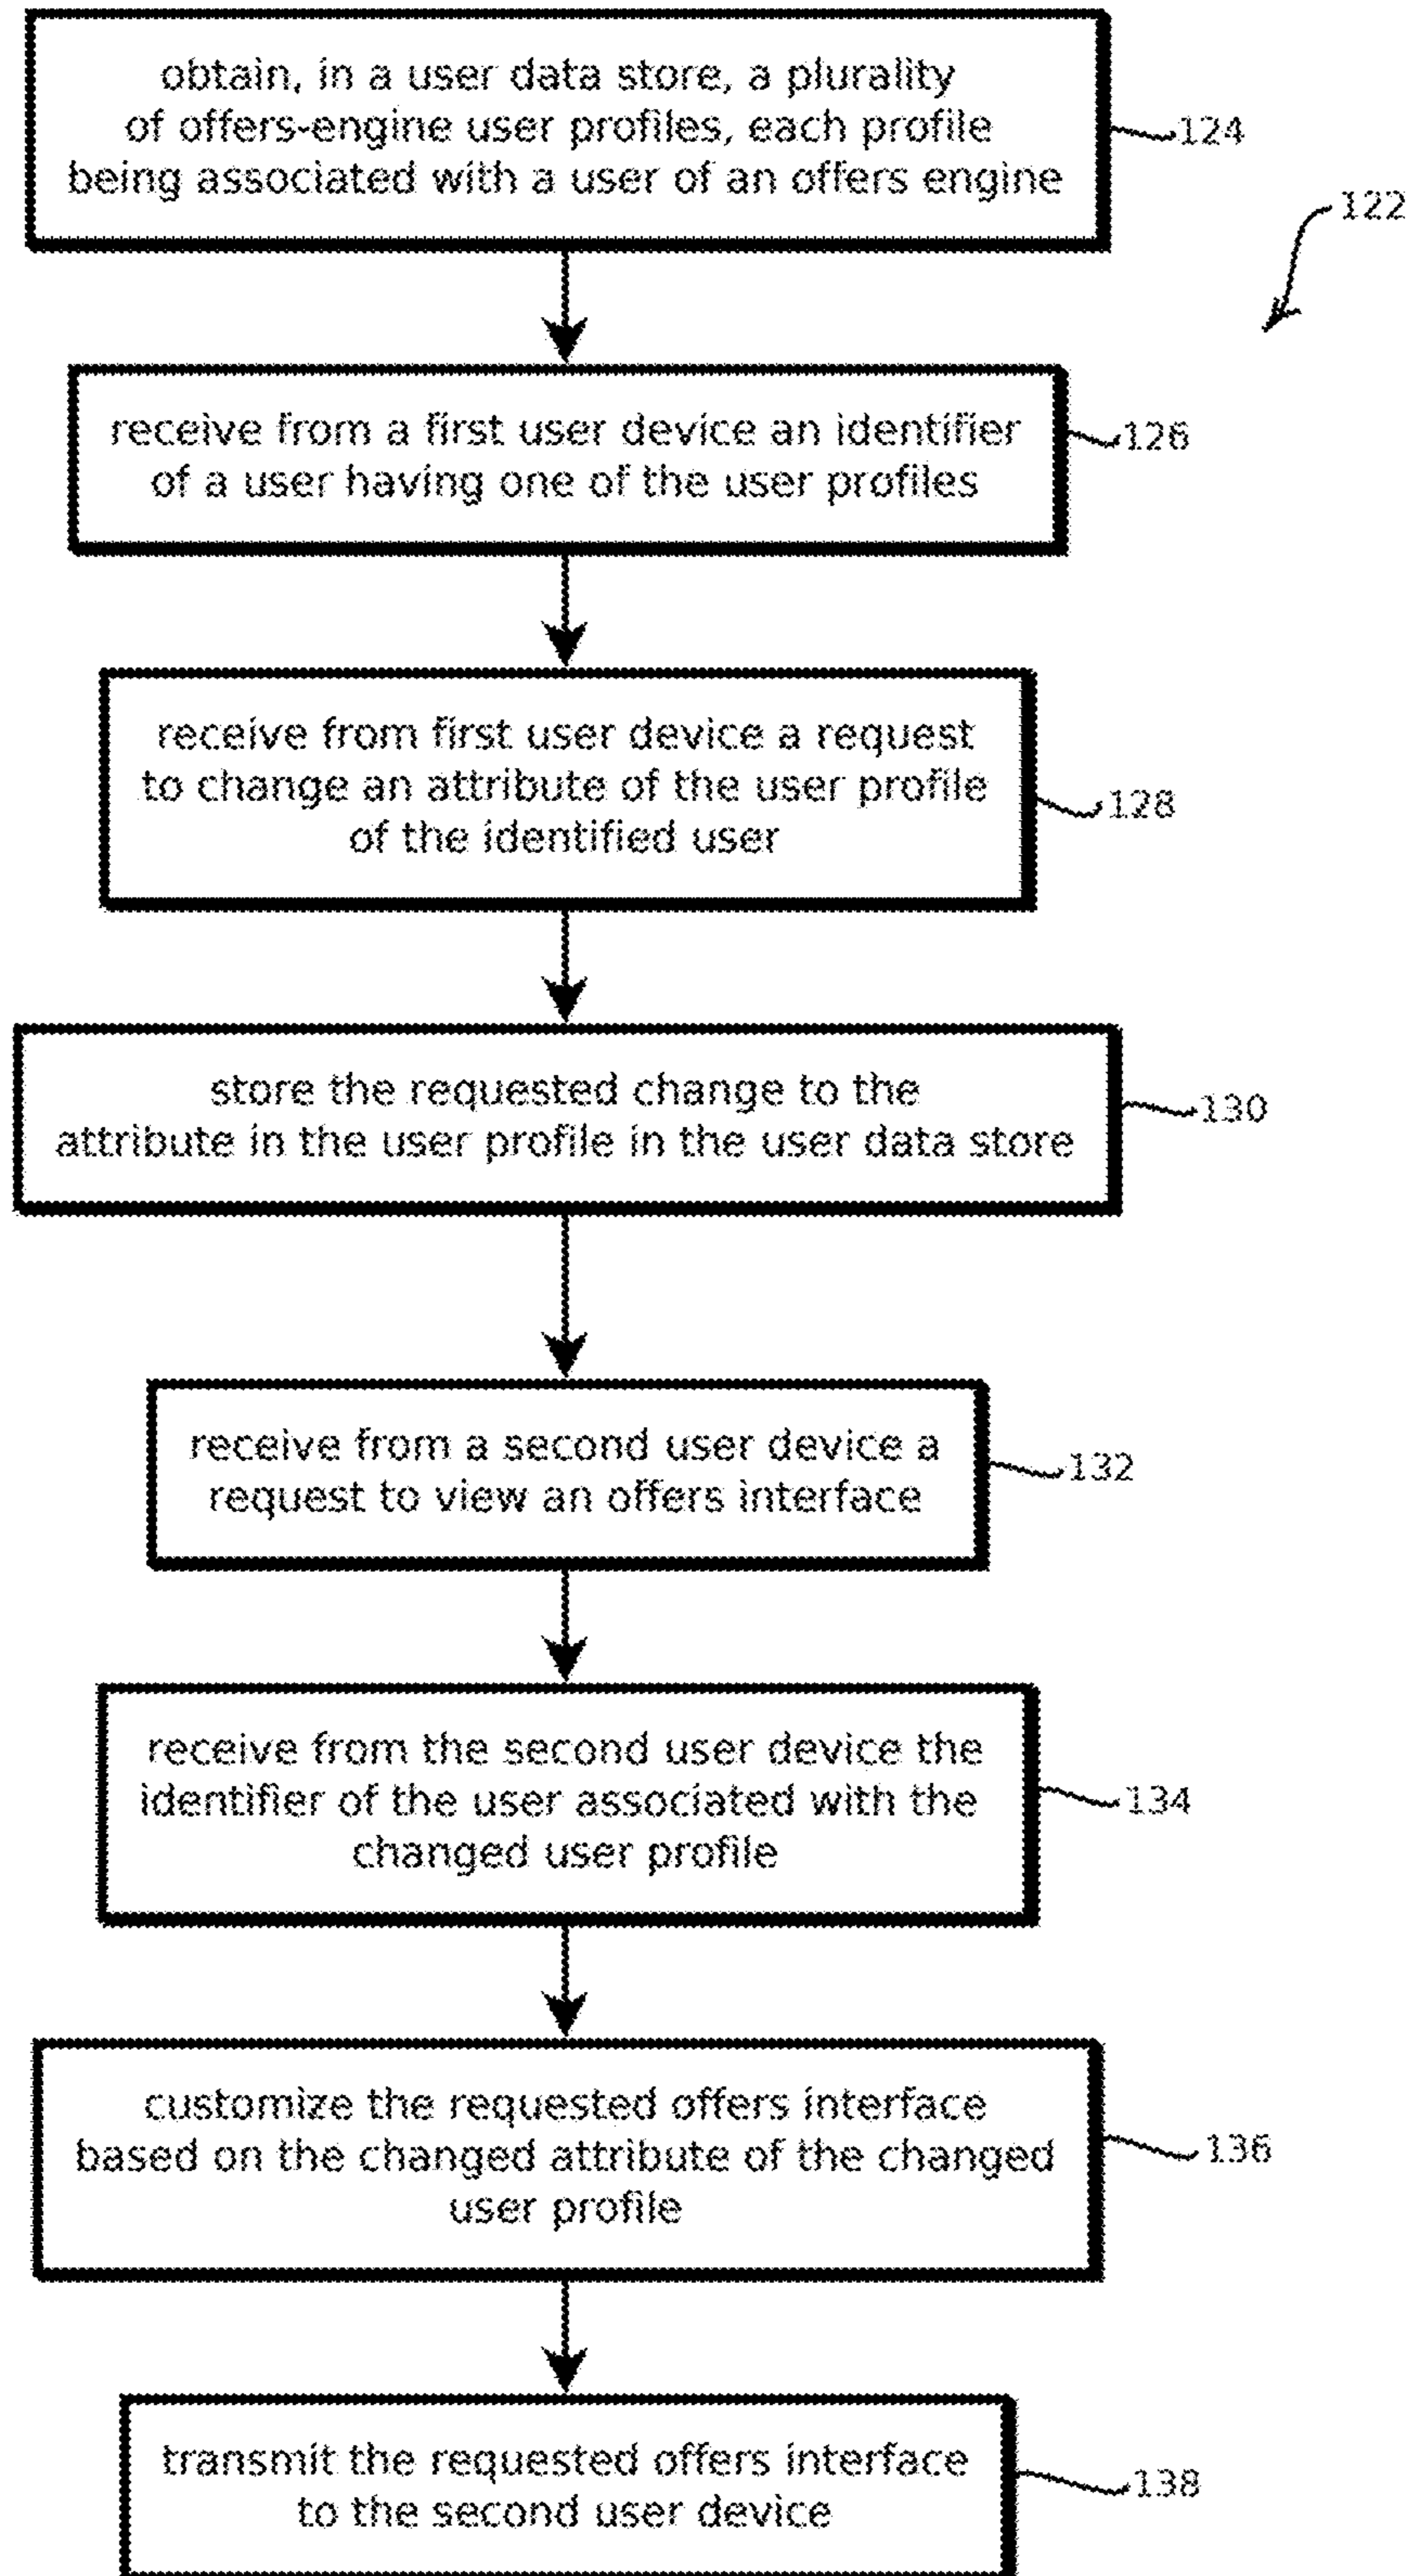 obtain, in a user data store, a plurality
of offers-engine user profiles, each profile
being associated with a user of an offers engine
124
122
receive from a first user device an identifier
of a user having one of the user profiles
126
receive from first user device a request
to change an attribute of the user profile
of the identified user
128
store the requested change to the
attribute in the user profile in the user data store
130
receive from a second user device a
request to view an offers interface
132
receive from the second user device the
identifier of the user associated with the
changed user profile
134
customize the requested offers interface
based on the changed attribute of the changed
user profile
136
transmit the requested offers interface
to the second user device
138